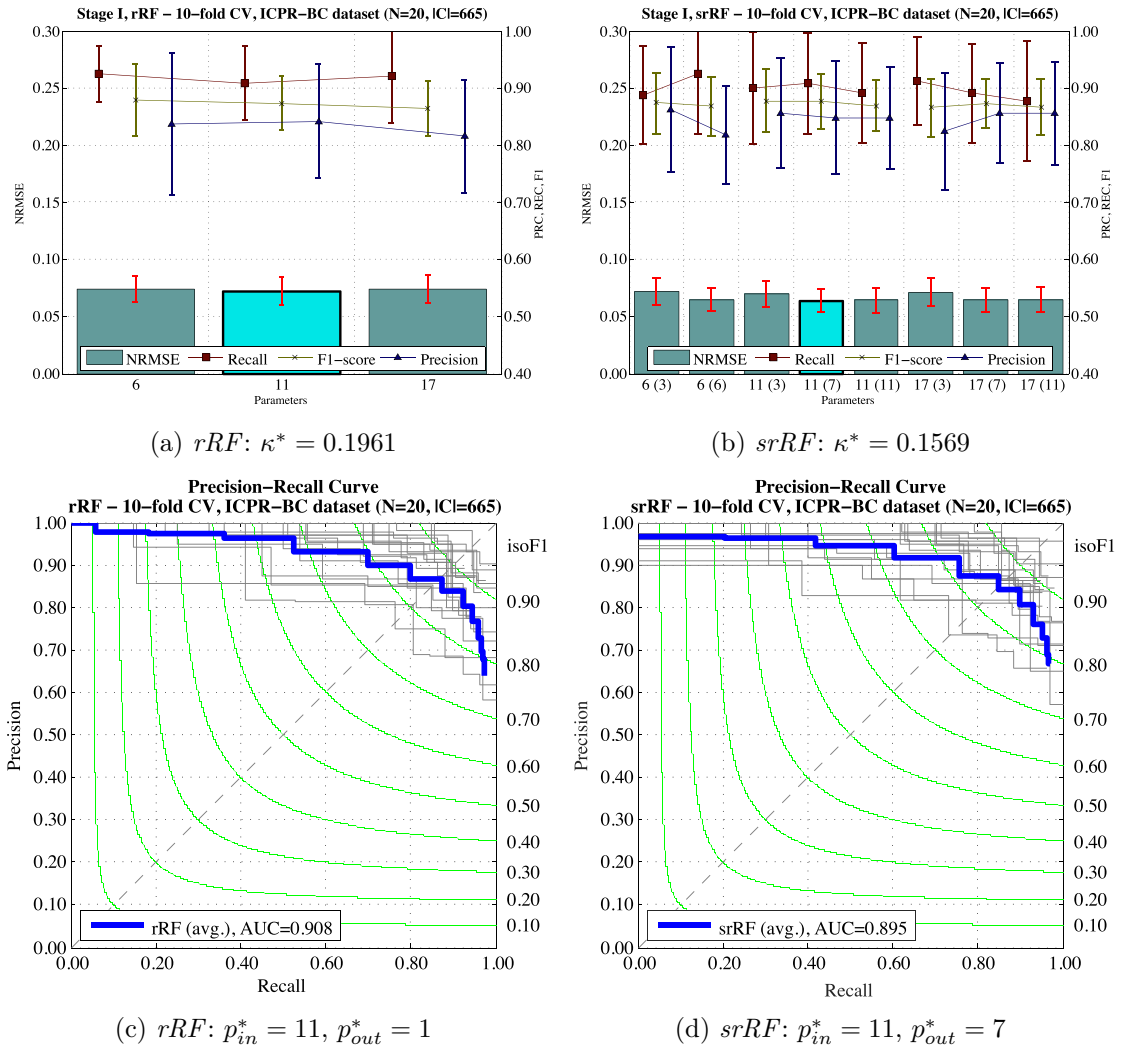 Stage I, rRF − 10−fold CV, ICPR−BC dataset (N=20, |C|=665)
0.30
0.25
0.20
0.15
0.10
0.05
0.00
NRMSE
1.00
0.90
0.80
0.70
0.60
0.50
0.40
PRC, REC, F1
NRMSE Recall F1−score Precision
6 11 17
Parameters
(a) rRF: κ* = 0.1961
Stage I, srRF − 10−fold CV, ICPR−BC dataset (N=20, |C|=665)
0.30
0.25
0.20
0.15
0.10
0.05
0.00
NRMSE
1.00
0.90
0.80
0.70
0.60
0.50
0.40
PRC, REC, F1
NRMSE Recall F1−score Precision
6 (3) 6 (6) 11 (3) 11 (7) 11 (11) 17 (3) 17 (7) 17 (11)
Parameters
(b) srRF: κ* = 0.1569
Precision−Recall Curve
rRF − 10−fold CV, ICPR−BC dataset (N=20, |C|=665)
1.00
0.90
0.80
0.70
0.60
0.50
0.40
0.30
0.20
0.10
0.00
Precision
isoF1
0.90
0.80
0.70
0.60
0.50
0.40
0.30
0.20
0.10
rRF (avg.), AUC=0.908
0.00 0.20 0.40 0.60 0.80 1.00
Recall
(c) rRF: p*in = 11, p*out = 1
Precision−Recall Curve
srRF − 10−fold CV, ICPR−BC dataset (N=20, |C|=665)
1.00
0.90
0.80
0.70
0.60
0.50
0.40
0.30
0.20
0.10
0.00
Precision
isoF1
0.90
0.80
0.70
0.60
0.50
0.40
0.30
0.20
0.10
srRF (avg.), AUC=0.895
0.00 0.20 0.40 0.60 0.80 1.00
Recall
(d) srRF: p*in = 11, p*out = 7